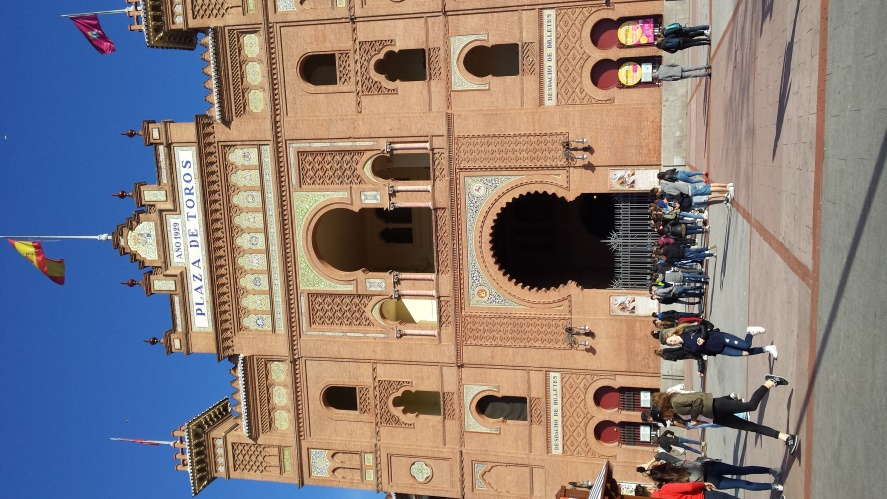 AÑO 1929
PLAZA DE TOROS
DESPACHO DE BILLETES
DESPACHO DE BILLETES